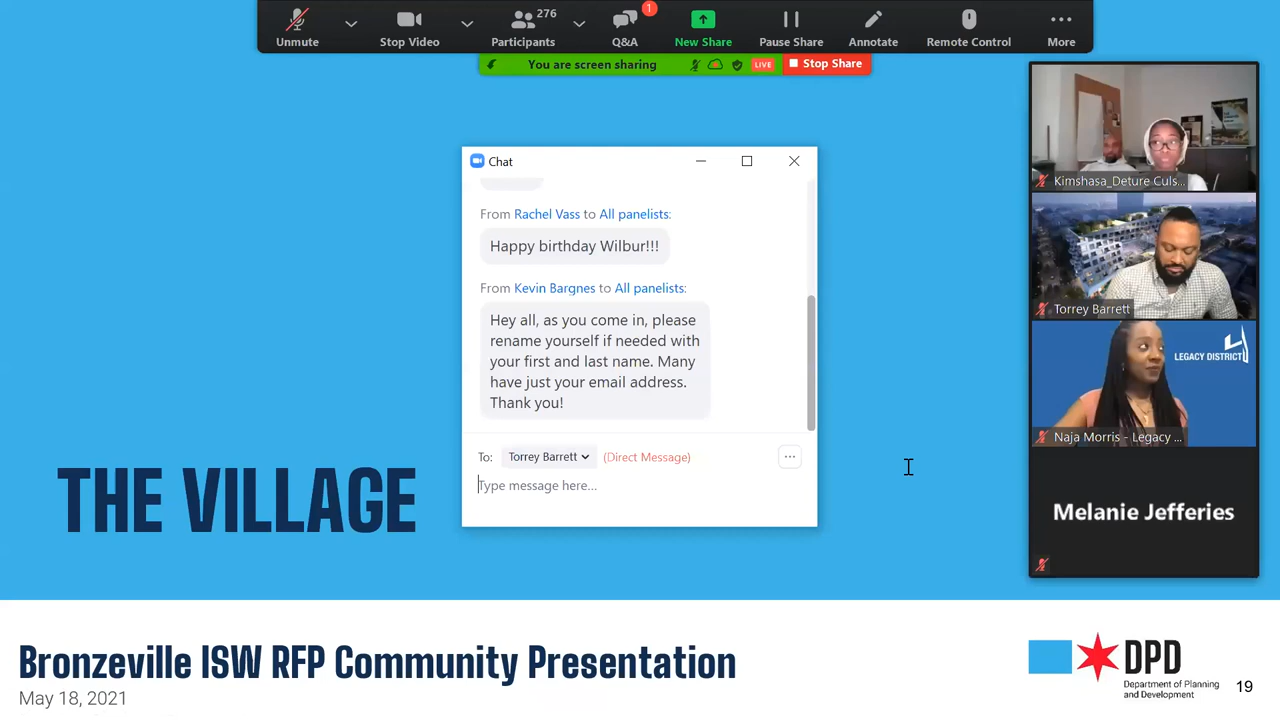 Unmute
Stop Video
Participants
276
Q&A
1
New Share
Pause Share
Annotate
Remote Control
More
You are screen sharing
LIVE
Stop Share
Chat
From Rachel Vass to All panelists:
Happy birthday Wilbur!!!
From Kevin Bargnes to All panelists:
Hey all, as you come in, please
rename yourself if needed with
your first and last name. Many
have just your email address.
Thank you!
To: Torrey Barrett (Direct Message)
Type message here...
Kimshasa_Deture Culs...
Torrey Barrett
LEGACY DISTRICT
Naja Morris - Legacy ...
Melanie Jefferies
THE VILLAGE
Bronzeville ISW RFP Community Presentation
May 18, 2021
DPD
Department of Planning
and Development
19